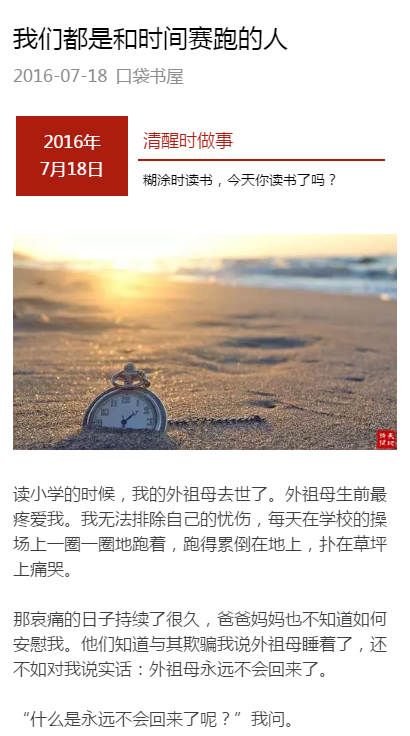 我们都是和时间赛跑的人
2016-07-18 口袋书屋
2016年
7月18日
清醒时做事
糊涂时读书，今天你读书了吗？
读小学的时候，我的外祖母去世了。外祖母生前最
疼爱我。我无法排除自己的忧伤，每天在学校的操
场上一圈一圈地跑着，跑得累倒在地上，扑在草坪
上痛哭。
那哀痛的日子持续了很久，爸爸妈妈也不知道如何
安慰我。他们知道与其欺骗我说外祖母睡着了，还
不如对我说实话：外祖母永远不会回来了。
“什么是永远不会回来了呢？”我问。